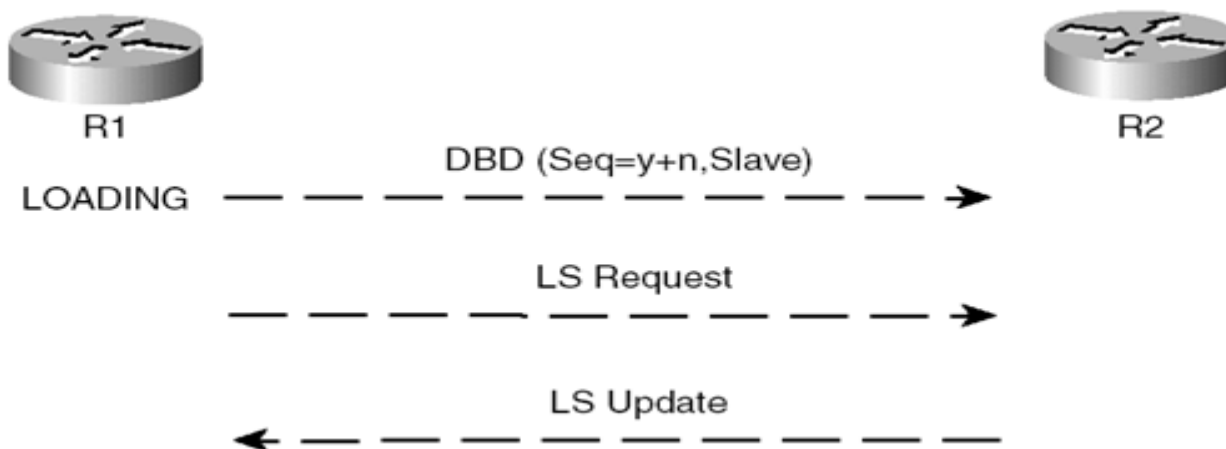 R1
R2
DBD (Seq=y+n,Slave)
LOADING
LS Request
LS Update